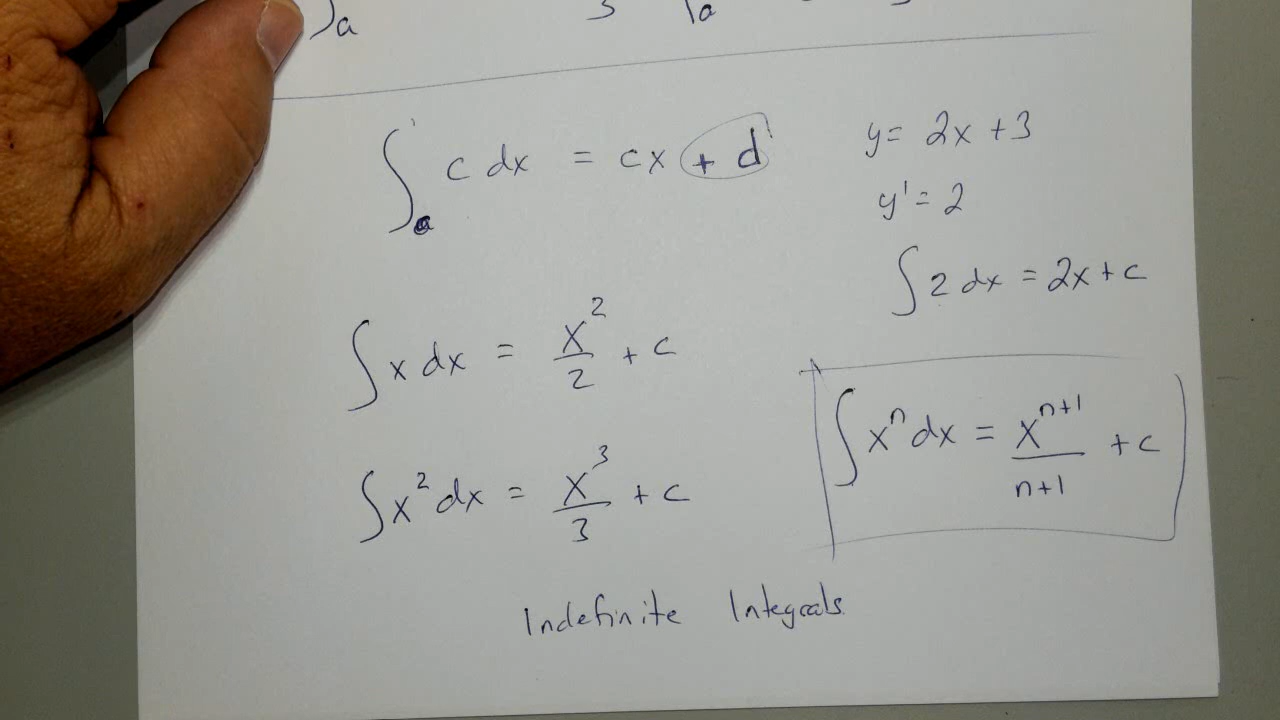 ∫ₐ c dx = cx + d
y = 2x + 3
y' = 2
∫ 2 dx = 2x + c
∫ x dx = x²/2 + c
∫ xⁿ dx = xⁿ⁺¹/n+1 + c
∫ x² dx = x³/3 + c
Indefinite Integrals